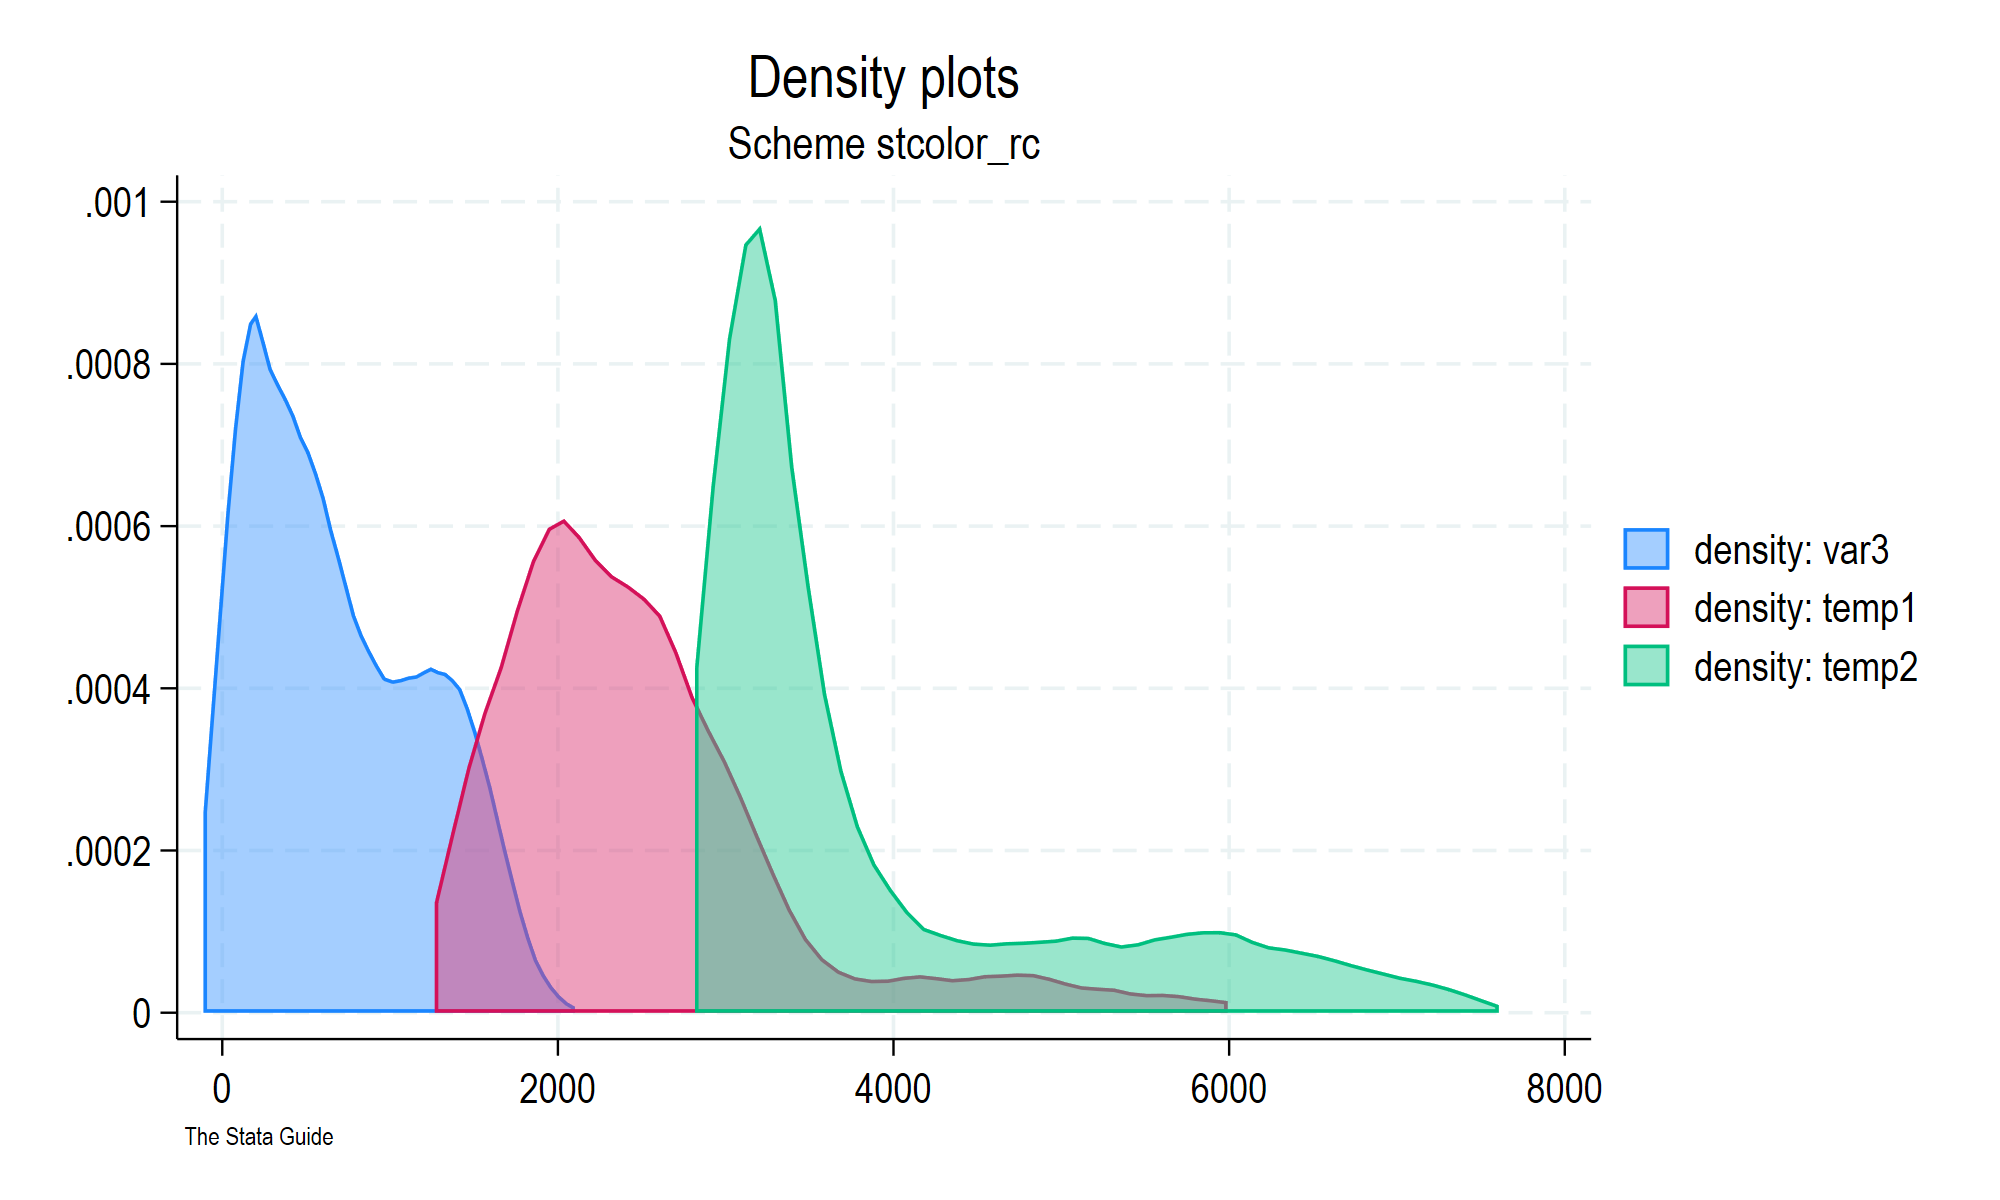 Density plots
Scheme stcolor_rc
.001
.0008
.0006
.0004
.0002
0
0 2000 4000 6000 8000
density: var3
density: temp1
density: temp2
The Stata Guide